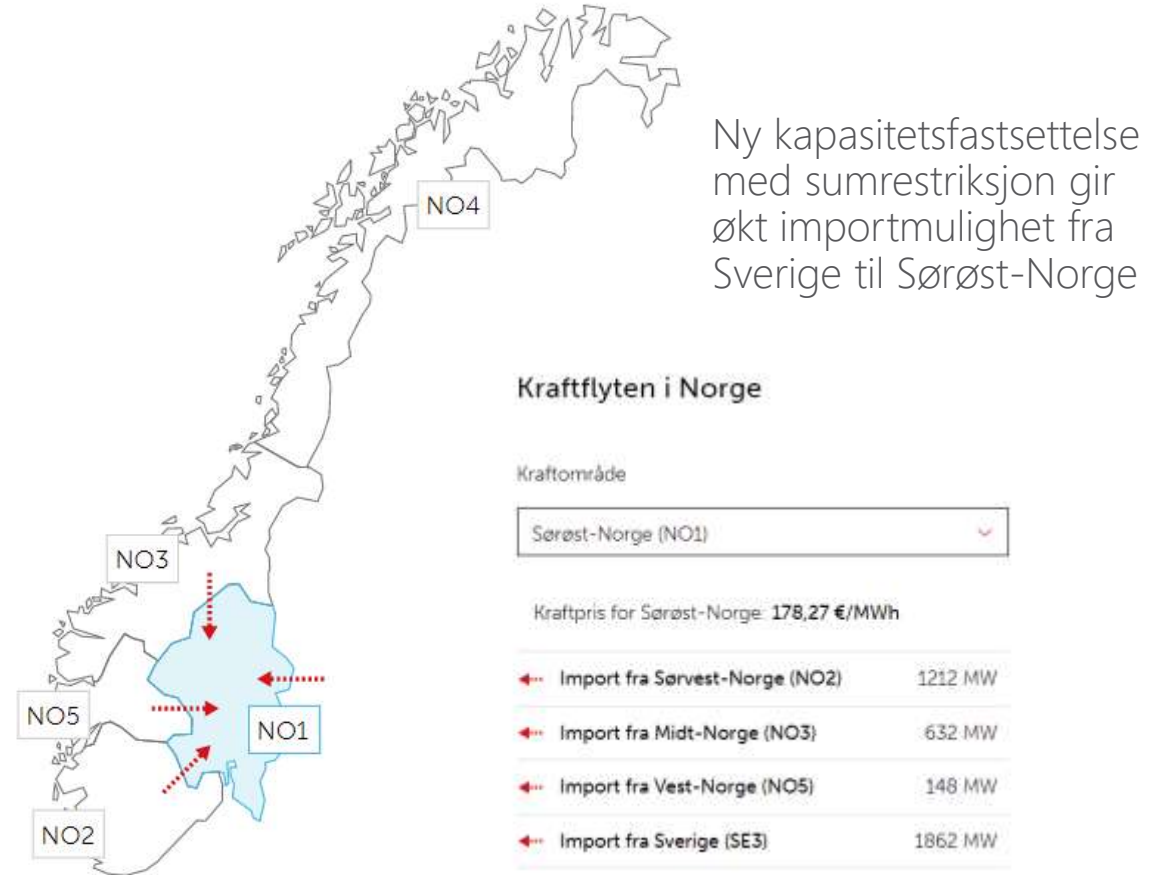 Ny kapasitetsfastsettelse
med sumrestriksjon gir
økt importmulighet fra
Sverige til Sørøst-Norge
NO4
NO3
NO5
NO1
NO2
Kraftflyten i Norge
Kraftområde
Sørøst-Norge (NO1)
Kraftpris for Sørøst-Norge: 178,27 €/MWh
Import fra Sørvest-Norge (NO2) 1212 MW
Import fra Midt-Norge (NO3) 632 MW
Import fra Vest-Norge (NO5) 148 MW
Import fra Sverige (SE3) 1862 MW